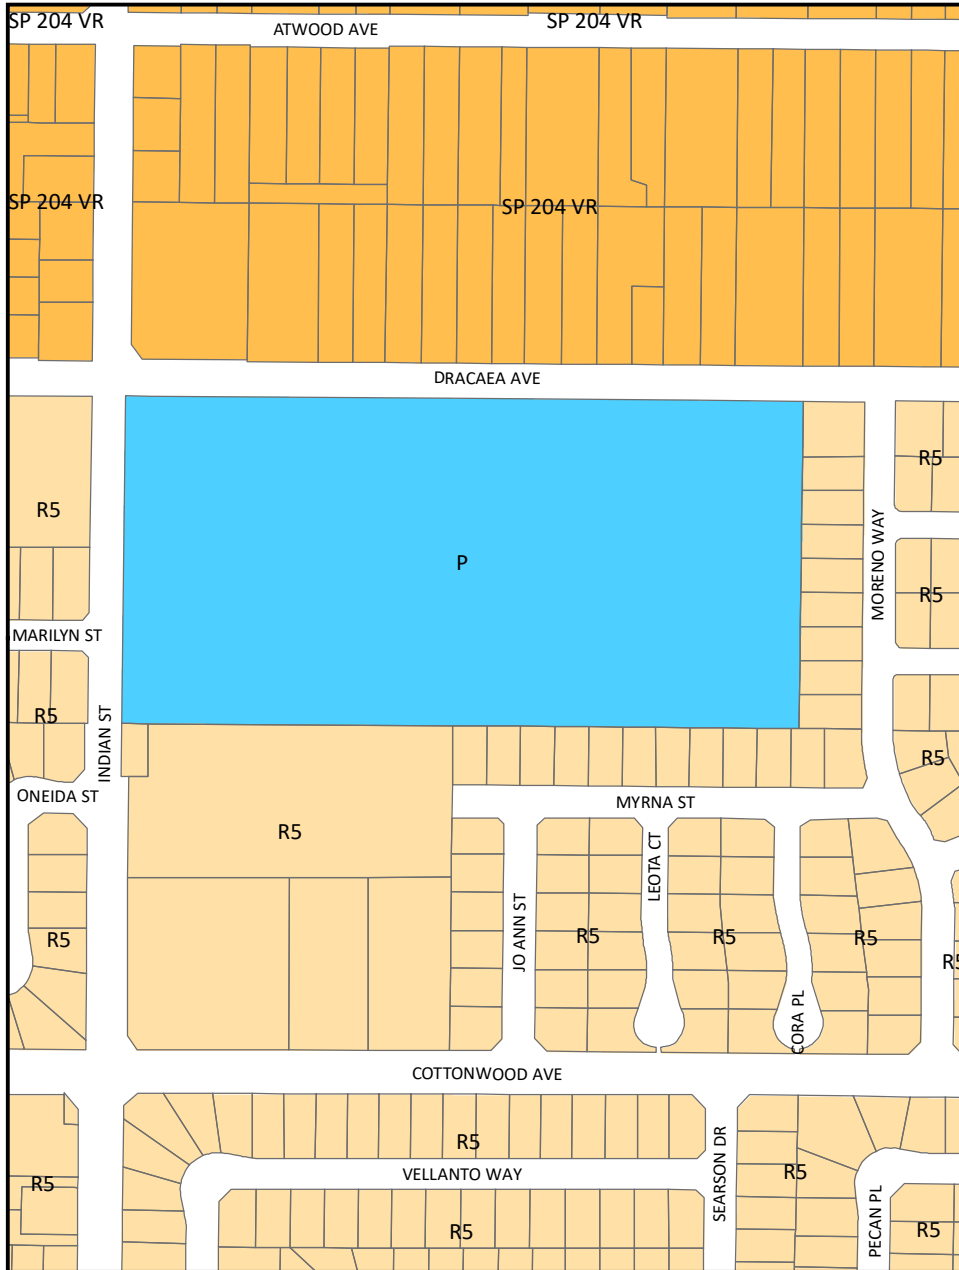 SP 204 VR
SP 204 VR
ATWOOD AVE
SP 204 VR
SP 204 VR
DRACAEA AVE
R5
R5
P
MORENO WAY
R5
MARILYN ST
R5
INDIAN ST
R5
ONEIDA ST
MYRNA ST
R5
LEOTA CT
JO ANN ST
R5
R5
R5
R5
R5
CORA PL
COTTONWOOD AVE
R5
SEARSON DR
VELLANTO WAY
R5
R5
R5
PECAN PL
R5